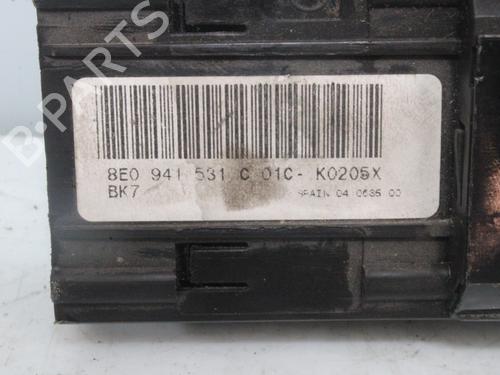 B-PARTS
8E0 941 531 C 01C- K0205X
BK7
SPAIN 04 0635 00